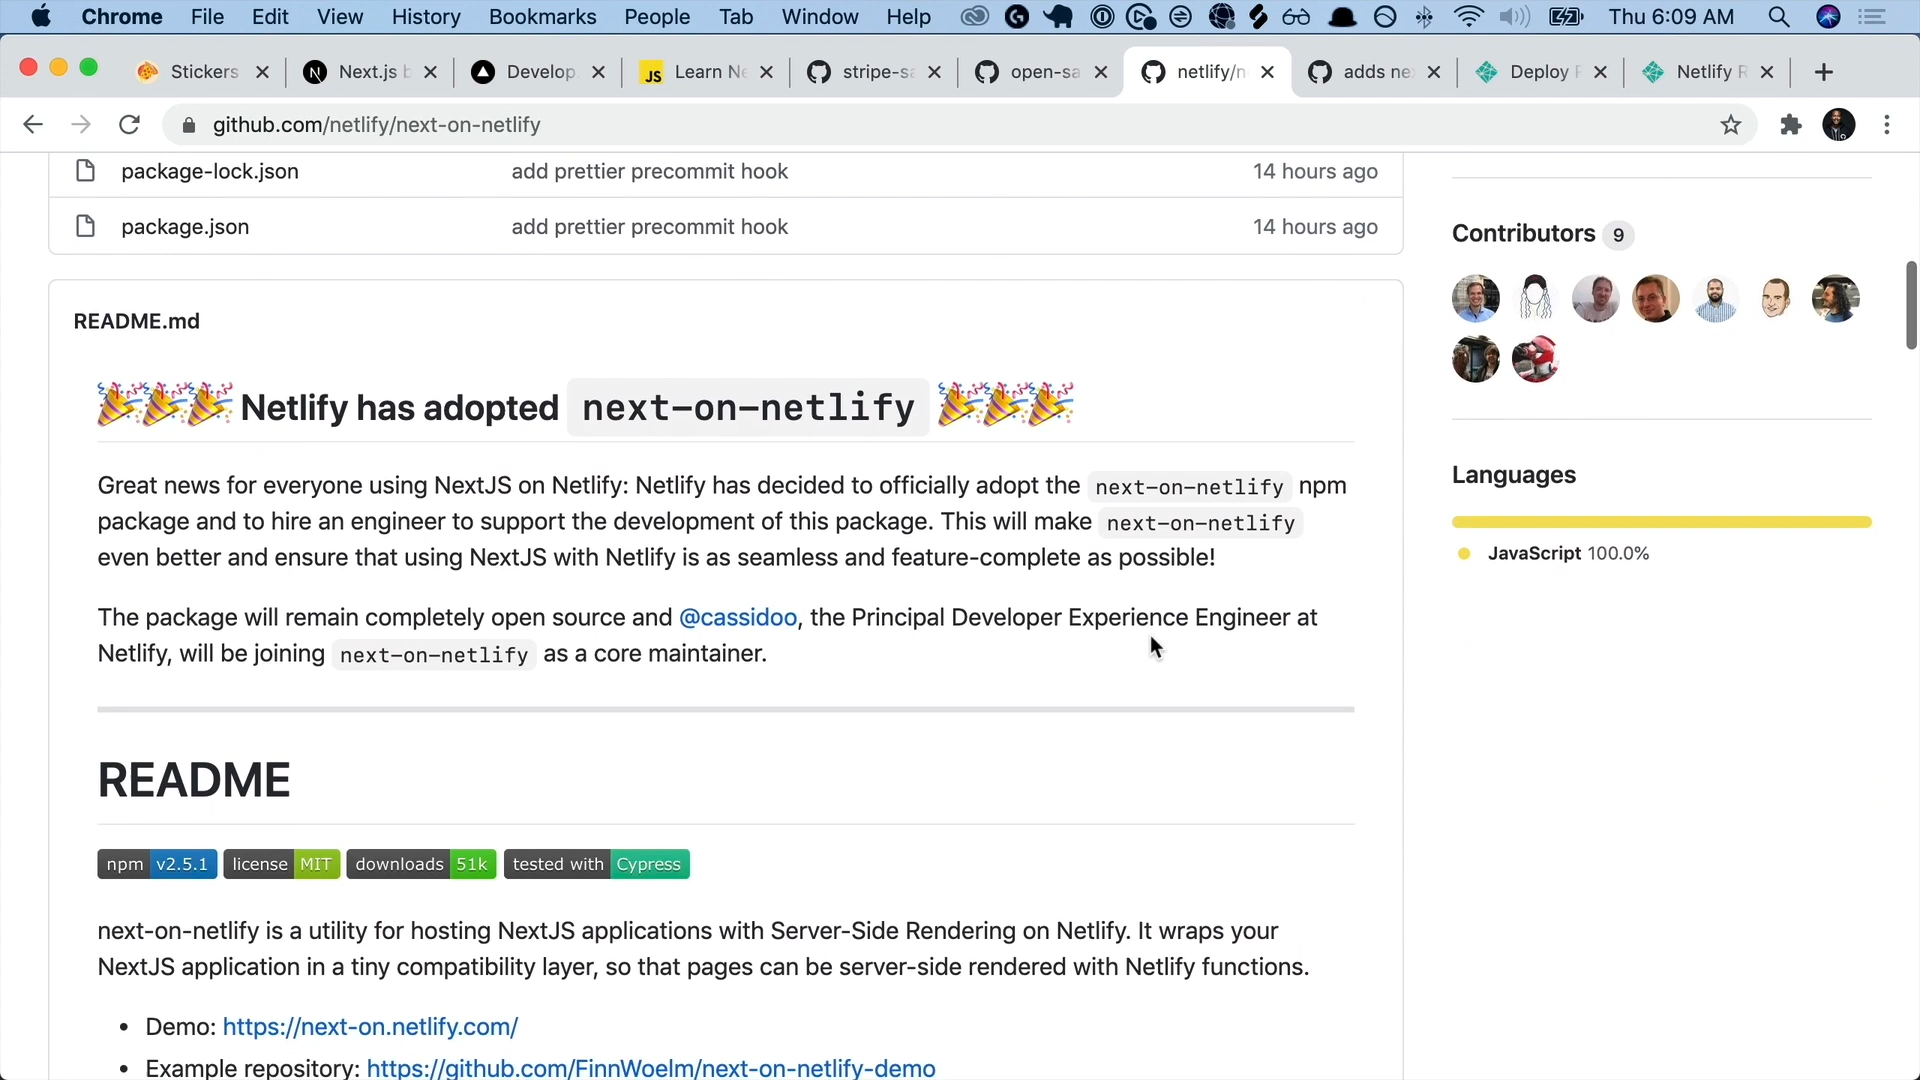 Chrome File Edit View History Bookmarks People Tab Window Help Thu 6:09 AM
Stickers Next.js b Develop JS Learn Ne stripe-sa open-sa netlify/n adds ne Deploy Netlify R
github.com/netlify/next-on-netlify
package-lock.json add prettier precommit hook 14 hours ago
package.json add prettier precommit hook 14 hours ago
Contributors 9
README.md
Netlify has adopted next-on-netlify
Great news for everyone using NextJS on Netlify: Netlify has decided to officially adopt the next-on-netlify npm
package and to hire an engineer to support the development of this package. This will make next-on-netlify
even better and ensure that using NextJS with Netlify is as seamless and feature-complete as possible!
The package will remain completely open source and @cassidoo, the Principal Developer Experience Engineer at
Netlify, will be joining next-on-netlify as a core maintainer.
Languages
JavaScript 100.0%
README
npm v2.5.1 license MIT downloads 51k tested with Cypress
next-on-netlify is a utility for hosting NextJS applications with Server-Side Rendering on Netlify. It wraps your
NextJS application in a tiny compatibility layer, so that pages can be server-side rendered with Netlify functions.
• Demo: https://next-on.netlify.com/
• Example repository: https://github.com/FinnWoelm/next-on-netlify-demo